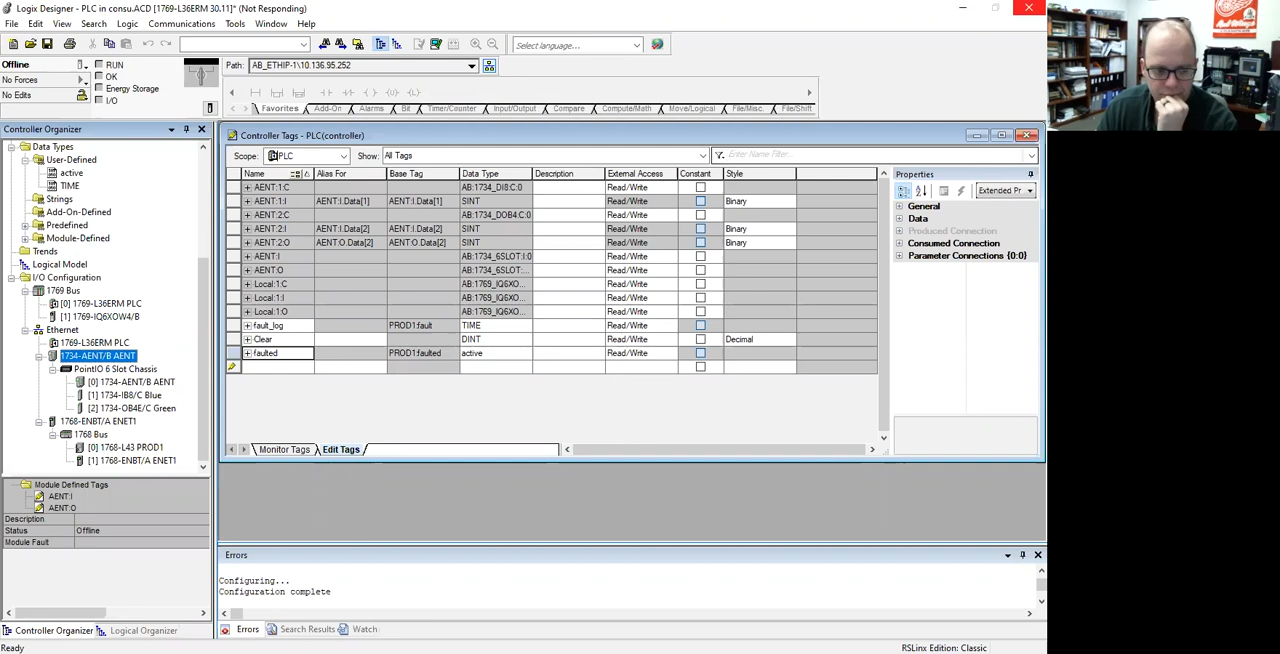 Logix Designer - PLC in consu.ACD [1769-L36ERM 30.11]* (Not Responding)
File Edit View Search Logic Communications Tools Window Help
Select language...
Offline
RUN
No Forces
OK
Energy Storage
No Edits
I/O
Path: AB_ETHIP-1\10.136.95.252
Favorites Add-On Alarms Bit Timer/Counter Input/Output Compare Compute/Math Move/Logical File/Misc. File/Shift
Controller Organizer
Data Types
User-Defined
active
TIME
Strings
Add-On-Defined
Predefined
Module-Defined
Trends
Logical Model
I/O Configuration
1769 Bus
[0] 1769-L36ERM PLC
[1] 1769-IQ6XOW4/B
Ethernet
1769-L36ERM PLC
1734-AENT/B AENT
PointIO 6 Slot Chassis
[0] 1734-AENT/B AENT
[1] 1734-IB8/C Blue
[2] 1734-OB4E/C Green
1768-ENBT/A ENET1
1768 Bus
[0] 1768-L43 PROD1
[1] 1768-ENBT/A ENET1
Module Defined Tags
AENT:I
AENT:O
Description
Status Offline
Module Fault
Controller Organizer Logical Organizer
Controller Tags - PLC(controller)
Scope: PLC Show: All Tags Enter Name Filter...
Name Alias For Base Tag Data Type Description External Access Constant Style
AENT:1:C AB:1734_DI8:C:0 Read/Write
AENT:1:I AENT:I.Data[1] AENT:I.Data[1] SINT Read/Write Binary
AENT:2:C AB:1734_DOB4:C:0 Read/Write
AENT:2:I AENT:I.Data[2] AENT:I.Data[2] SINT Read/Write Binary
AENT:2:O AENT:O.Data[2] AENT:O.Data[2] SINT Read/Write Binary
AENT:I AB:1734_6SLOT:I:0 Read/Write
AENT:O AB:1734_6SLOT:... Read/Write
Local:1:C AB:1769_IQ6XO... Read/Write
Local:1:I AB:1769_IQ6XO... Read/Write
Local:1:O AB:1769_IQ6XO... Read/Write
fault_log PROD1:fault TIME Read/Write
Clear DINT Read/Write Decimal
faulted PROD1:faulted active Read/Write
Monitor Tags Edit Tags
Properties
Extended Pr
General
Data
Produced Connection
Consumed Connection
Parameter Connections {0:0}
Errors
Configuring...
Configuration complete
Errors Search Results Watch
Ready
RSLinx Edition: Classic